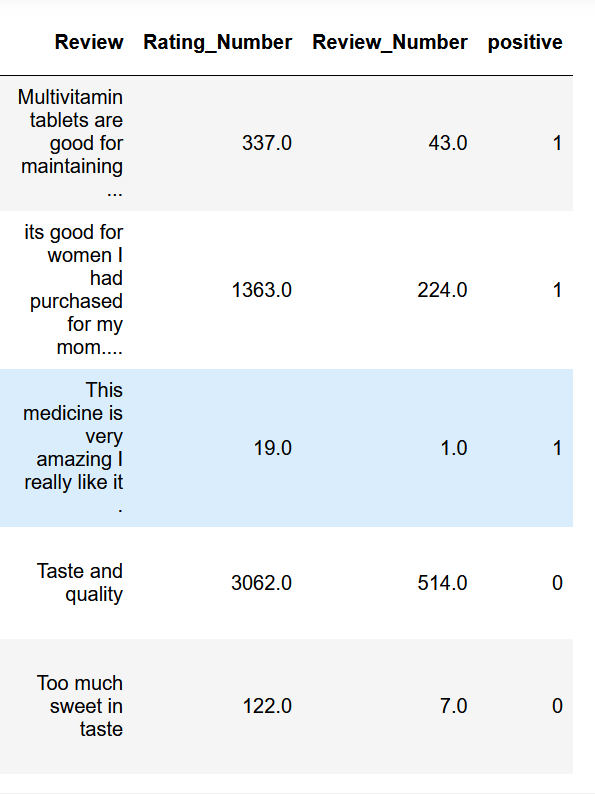 Review Rating_Number Review_Number positive
Multivitamin
tablets are
good for
maintaining
...
337.0 43.0 1
its good for
women I
had
purchased
for my
mom....
1363.0 224.0 1
This
medicine is
very
amazing I
really like it
.
19.0 1.0 1
Taste and
quality
3062.0 514.0 0
Too much
sweet in
taste
122.0 7.0 0